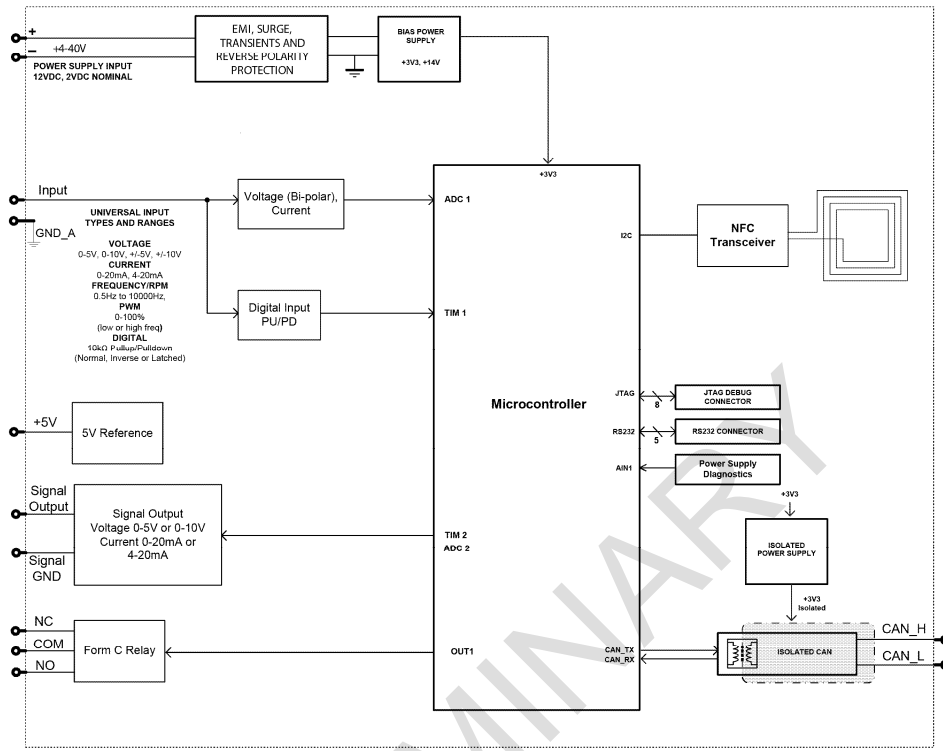 +
– +4-40V
POWER SUPPLY INPUT
12VDC, 2VDC NOMINAL
EMI, SURGE,
TRANSIENTS AND
REVERSE POLARITY
PROTECTION
BIAS POWER
SUPPLY
+3V3, +14V
+3V3
Input
GND_A
UNIVERSAL INPUT
TYPES AND RANGES
VOLTAGE
0-5V, 0-10V, +/-5V, +/-10V
CURRENT
0-20mA, 4-20mA
FREQUENCY/RPM
0.5Hz to 10000Hz,
PWM
0-100%
(low or high freq)
DIGITAL
10kΩ Pullup/Pulldown
(Normal, Inverse or Latched)
Voltage (Bi-polar),
Current
ADC 1
Digital Input
PU/PD
TIM 1
I2C
NFC
Transceiver
Microcontroller
JTAG
8
JTAG DEBUG
CONNECTOR
RS232
5
RS232 CONNECTOR
AIN1
Power Supply
Diagnostics
+5V
5V Reference
Signal
Output
Signal
GND
Signal Output
Voltage 0-5V or 0-10V
Current 0-20mA or
4-20mA
TIM 2
ADC 2
+3V3
ISOLATED
POWER SUPPLY
+3V3
Isolated
NC
COM
NO
Form C Relay
OUT1
CAN_TX
CAN_RX
ISOLATED CAN
CAN_H
CAN_L
MINARY